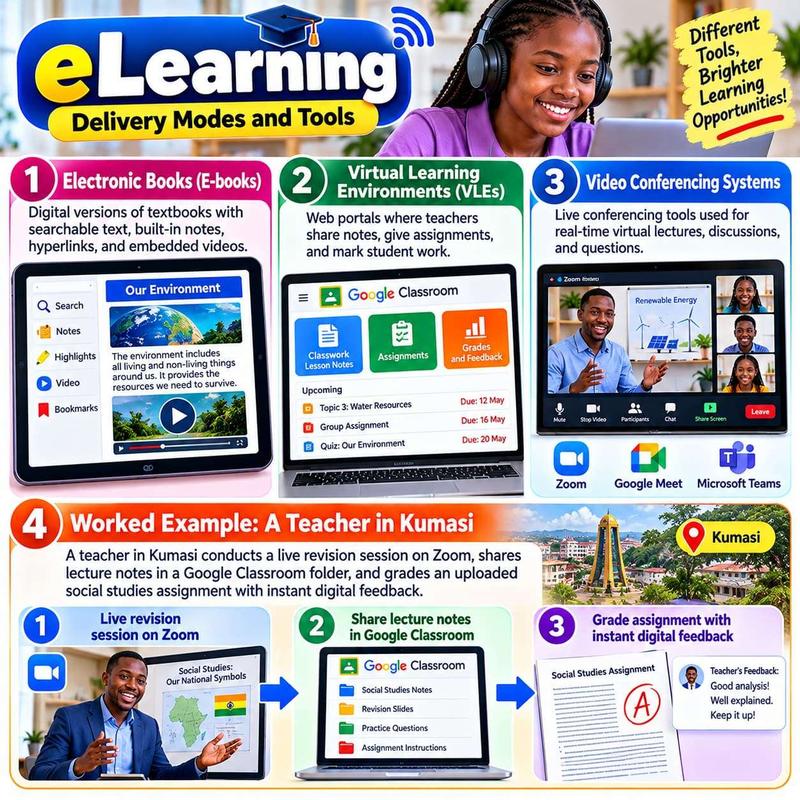 eLearning
Delivery Modes and Tools
Different
Tools,
Brighter
Learning
Opportunities!
1 Electronic Books (E-books)
Digital versions of textbooks with
searchable text, built-in notes,
hyperlinks, and embedded videos.
Search
Notes
Highlights
Video
Bookmarks
Our Environment
The environment includes
all living and non-living things
around us. It provides the
resources we need to survive.
2 Virtual Learning
Environments (VLEs)
Web portals where teachers
share notes, give assignments,
and mark student work.
Google Classroom
Classwork
Lesson Notes
Assignments
Grades
and Feedback
Upcoming
Topic 3: Water Resources Due: 12 May
Group Assignment Due: 16 May
Quiz: Our Environment Due: 20 May
3 Video Conferencing Systems
Live conferencing tools used for
real-time virtual lectures, discussions,
and questions.
Zoom
Renewable Energy
Mute
Stop Video
Participants
Chat
Share Screen
Leave
Zoom
Google Meet
Microsoft Teams
4 Worked Example: A Teacher in Kumasi
A teacher in Kumasi conducts a live revision session on Zoom, shares
lecture notes in a Google Classroom folder, and grades an uploaded
social studies assignment with instant digital feedback.
Kumasi
1 Live revision
session on Zoom
Social Studies:
Our National Symbols
2 Share lecture notes
in Google Classroom
Google Classroom
Social Studies Notes
Revision Slides
Practice Questions
Assignment Instructions
3 Grade assignment with
instant digital feedback
Social Studies Assignment
A
Teacher's Feedback:
Good analysis!
Well explained.
Keep it up!